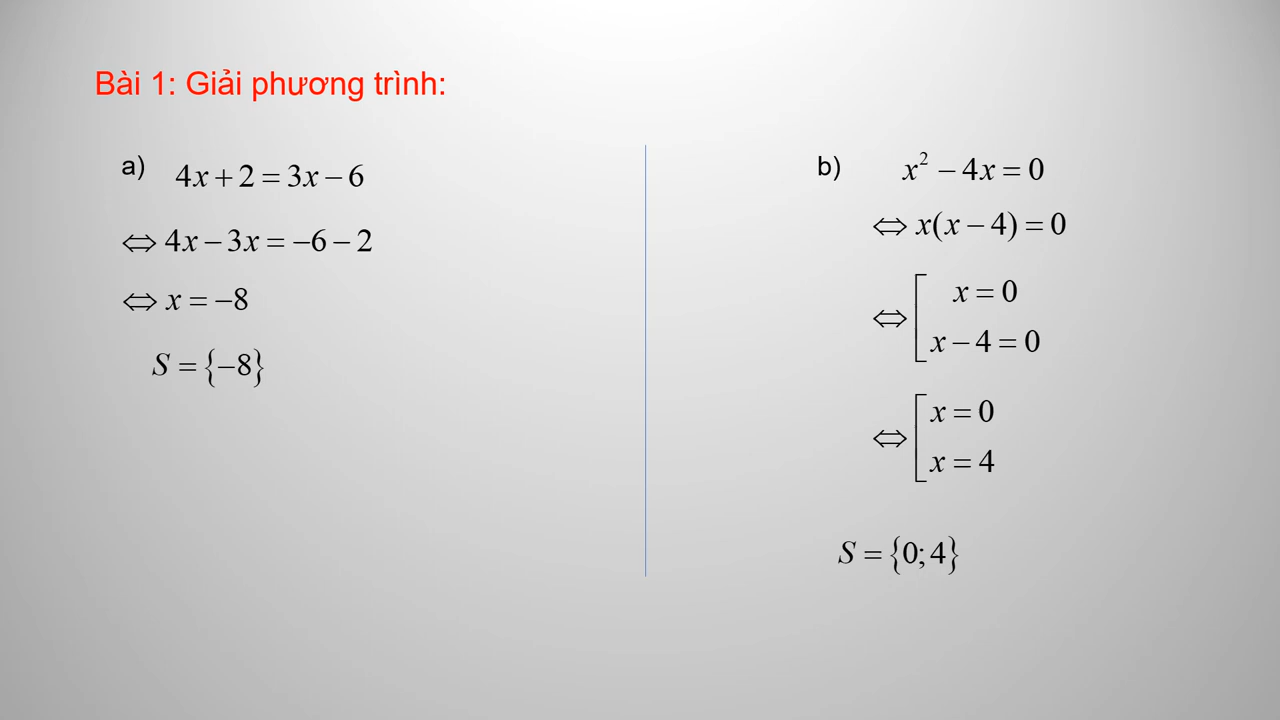 Bài 1: Giải phương trình:
a) 4x + 2 = 3x − 6
⇔ 4x − 3x = −6 − 2
⇔ x = −8
S = {−8}
b) x² − 4x = 0
⇔ x(x − 4) = 0
⇔ [ x = 0
x − 4 = 0
⇔ [ x = 0
x = 4
S = {0; 4}